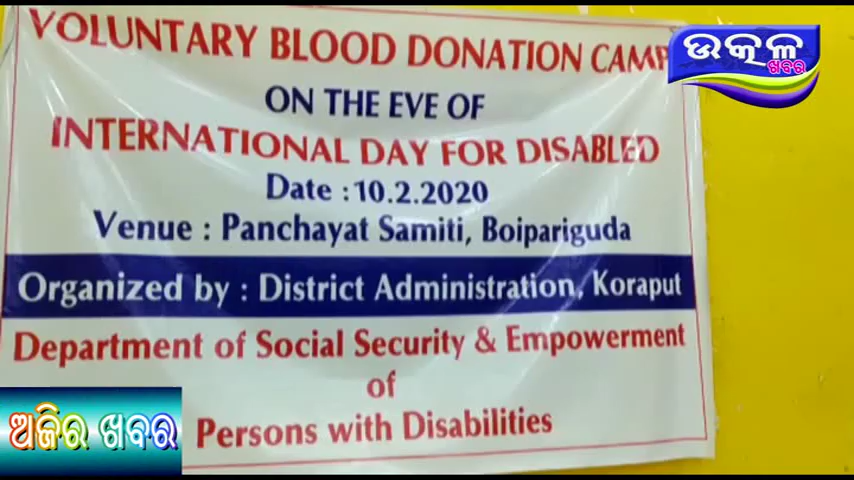 VOLUNTARY BLOOD DONATION CAMP
ON THE EVE OF
INTERNATIONAL DAY FOR DISABLED
Date : 10.2.2020
Venue : Panchayat Samiti, Boipariguda
Organized by : District Administration, Koraput
Department of Social Security & Empowerment
of
Persons with Disabilities
ଉତ୍କଳ
ଖବର
ଆଜିର ଖବର